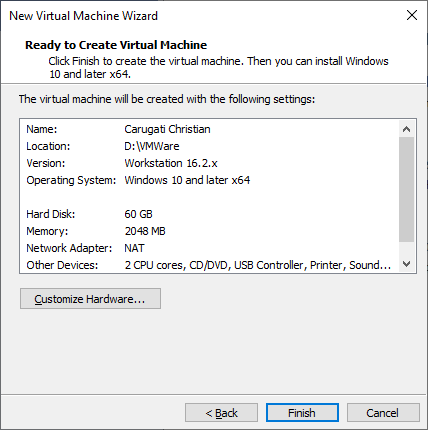 New Virtual Machine Wizard
Ready to Create Virtual Machine
Click Finish to create the virtual machine. Then you can install Windows
10 and later x64.
The virtual machine will be created with the following settings:
Name: Carugati Christian
Location: D:\VMWare
Version: Workstation 16.2.x
Operating System: Windows 10 and later x64
Hard Disk: 60 GB
Memory: 2048 MB
Network Adapter: NAT
Other Devices: 2 CPU cores, CD/DVD, USB Controller, Printer, Sound...
Customize Hardware...
< Back Finish Cancel